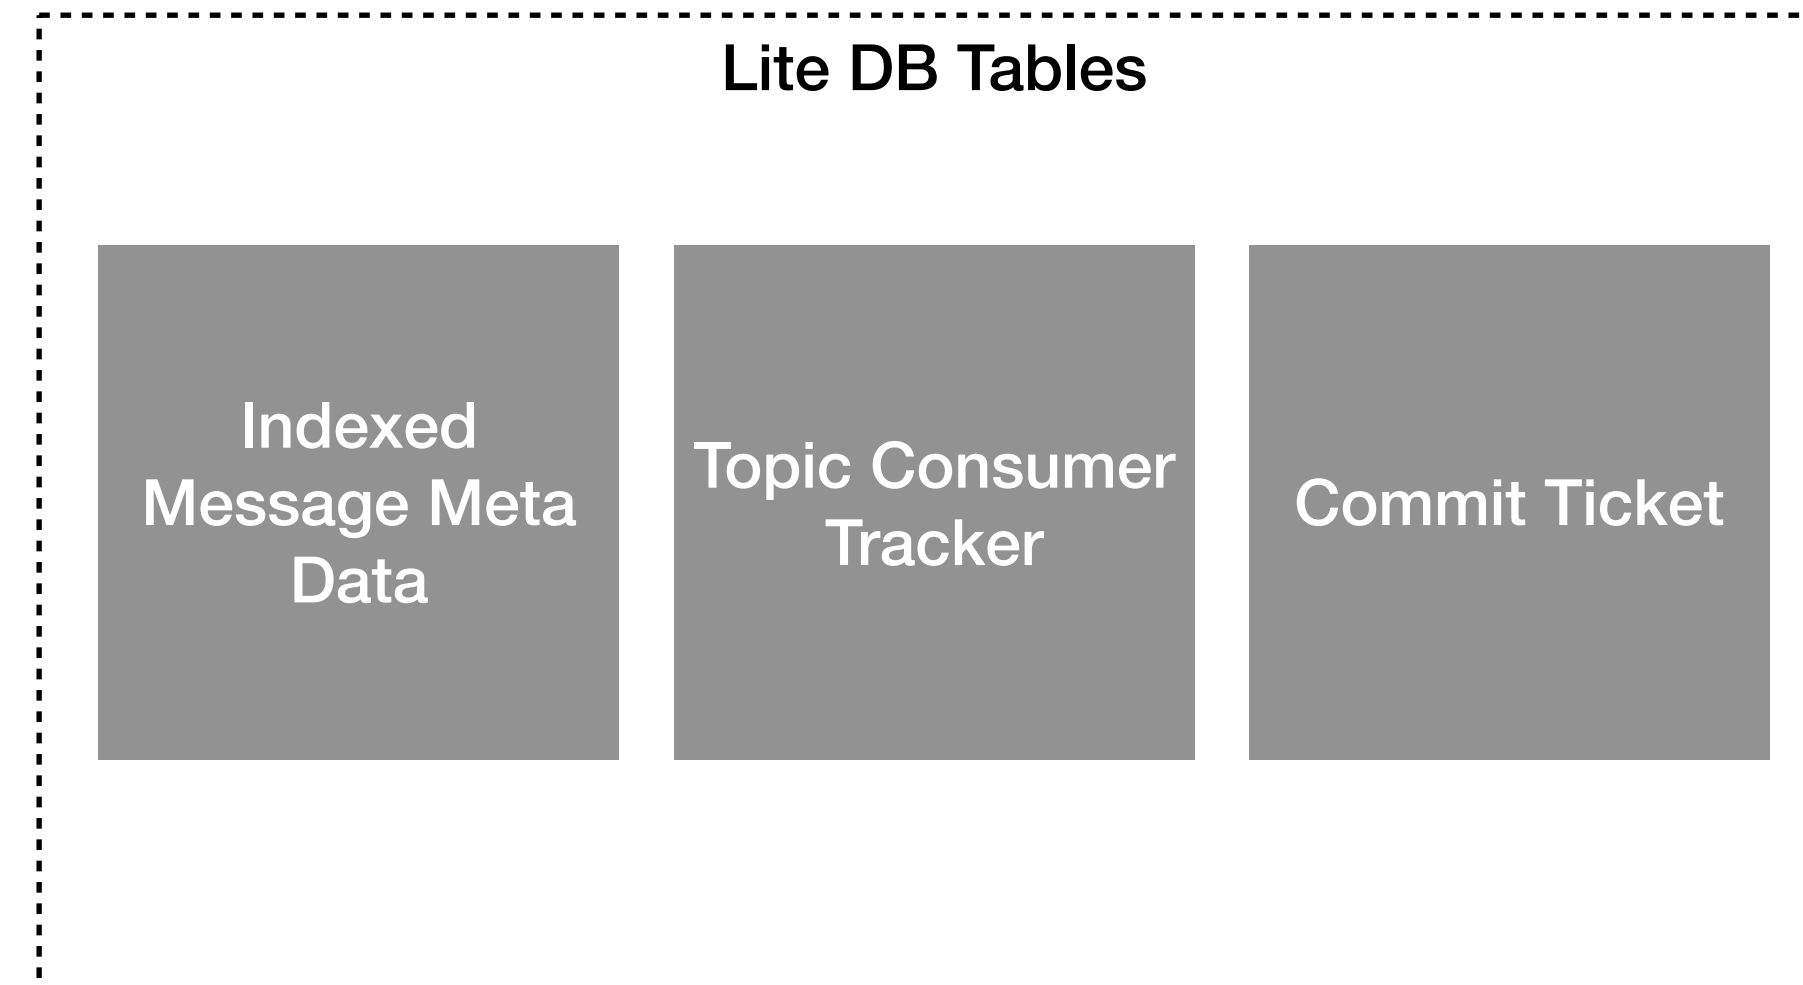 Lite DB Tables
Indexed
Message Meta
Data
Topic Consumer
Tracker
Commit Ticket